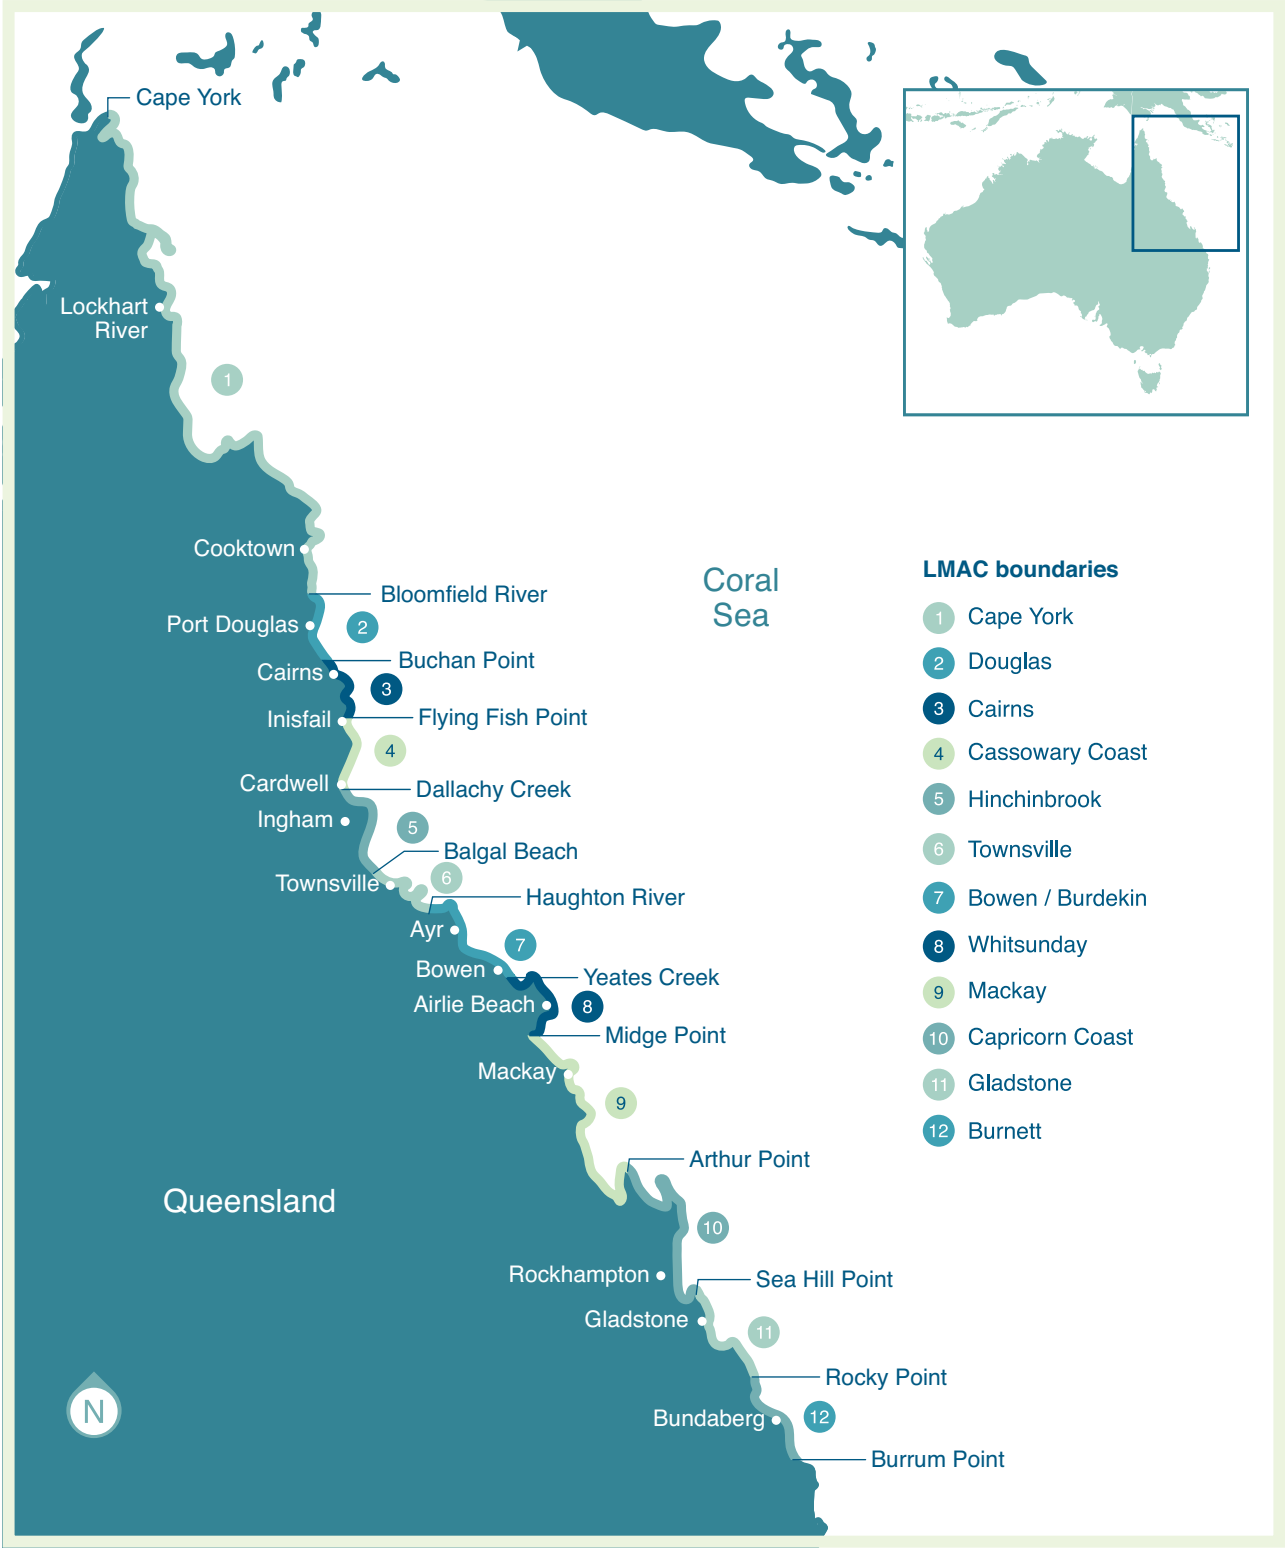 Cape York
Lockhart
River
1
Cooktown
Bloomfield River
Port Douglas
2
Buchan Point
Cairns
3
Inisfail
Flying Fish Point
4
Cardwell
Dallachy Creek
Ingham
5
Balgal Beach
Townsville
6
Haughton River
Ayr
7
Bowen
Yeates Creek
Airlie Beach
8
Midge Point
Mackay
9
Arthur Point
Queensland
10
Rockhampton
Sea Hill Point
Gladstone
11
Rocky Point
Bundaberg
12
Burrum Point
N
Coral
Sea
LMAC boundaries
1 Cape York
2 Douglas
3 Cairns
4 Cassowary Coast
5 Hinchinbrook
6 Townsville
7 Bowen / Burdekin
8 Whitsunday
9 Mackay
10 Capricorn Coast
11 Gladstone
12 Burnett